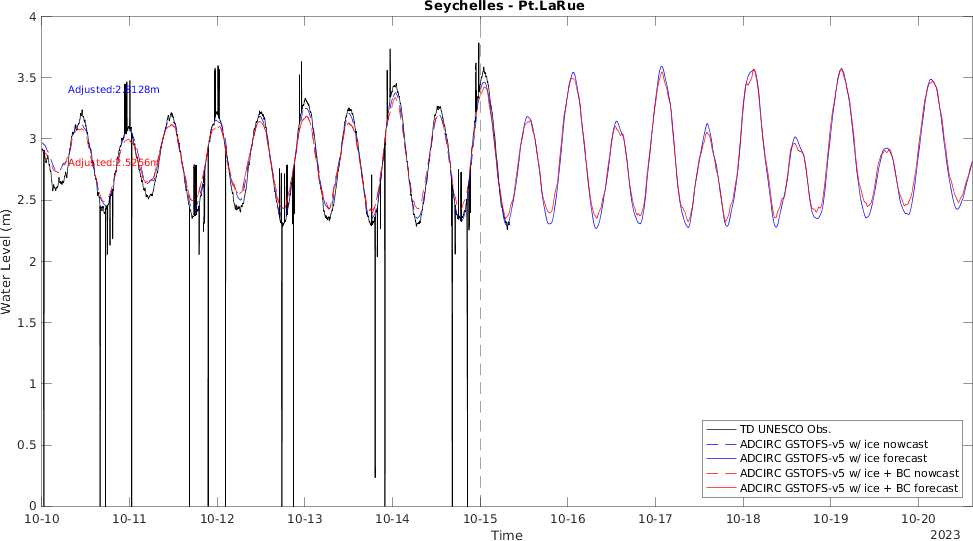 Seychelles - Pt.LaRue
Water Level (m)
4
3.5
3
2.5
2
1.5
1
0.5
0
Adjusted:2.8128m
Adjusted:2.5256m
TD UNESCO Obs.
ADCIRC GSTOFS-v5 w/ ice nowcast
ADCIRC GSTOFS-v5 w/ ice forecast
ADCIRC GSTOFS-v5 w/ ice + BC nowcast
ADCIRC GSTOFS-v5 w/ ice + BC forecast
10-10 10-11 10-12 10-13 10-14 10-15 10-16 10-17 10-18 10-19 10-20
Time
2023